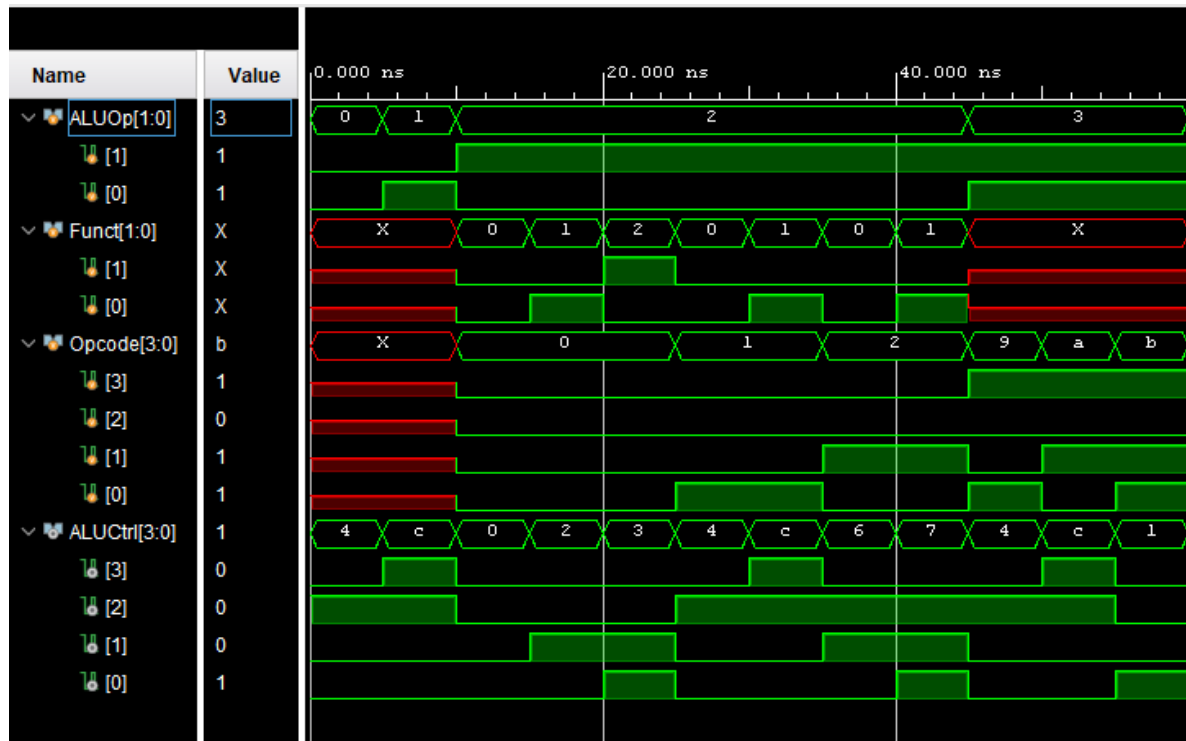 Name Value 0.000 ns 20.000 ns 40.000 ns
ALUOp[1:0] 3 0 1 2 3
[1] 1
[0] 1
Funct[1:0] X X 0 1 2 0 1 0 1 X
[1] X
[0] X
Opcode[3:0] b X 0 1 2 9 a b
[3] 1
[2] 0
[1] 1
[0] 1
ALUCtrl[3:0] 1 4 c 0 2 3 4 c 6 7 4 c 1
[3] 0
[2] 0
[1] 0
[0] 1